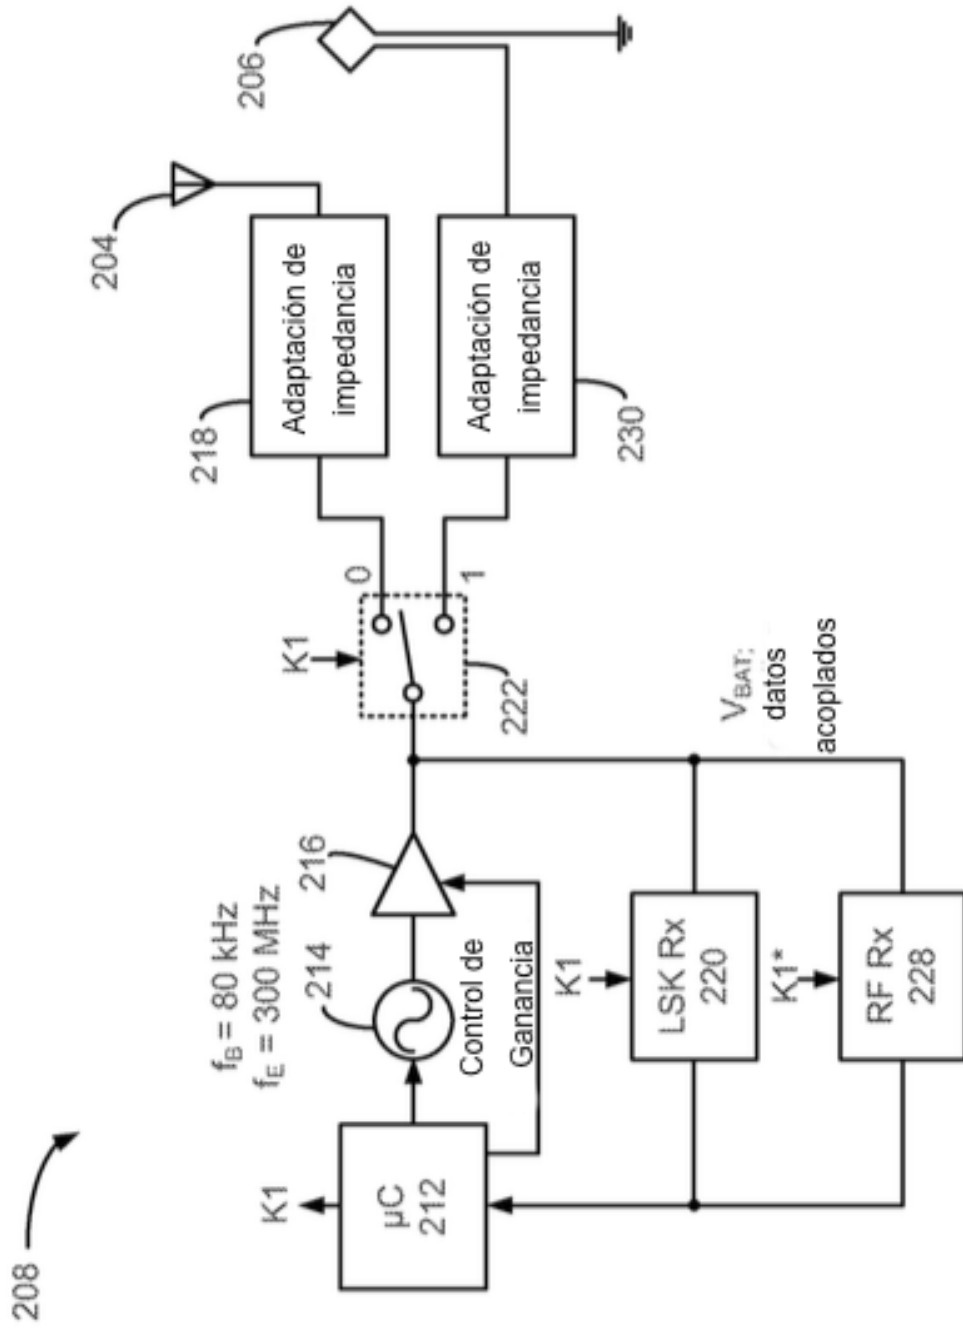 208
K1
µC
212
f_B = 80 kHz
f_E = 300 MHz
214
216
Control de
Ganancia
K1
LSK Rx
220
K1*
RF Rx
228
V_BAT;
datos
acoplados
K1
0
1
222
218
Adaptación de
impedancia
Adaptación de
impedancia
230
204
206